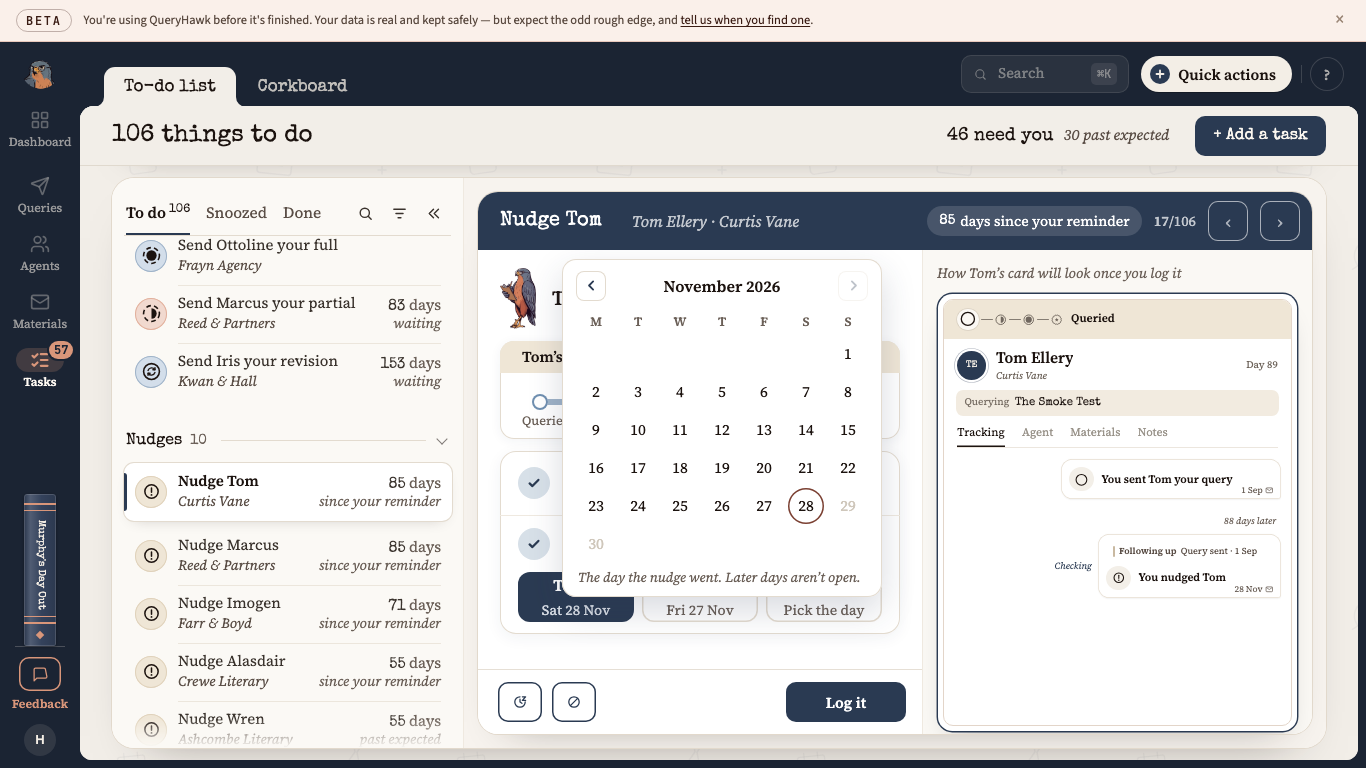 BETA You're using QueryHawk before it's finished. Your data is real and kept safely — but expect the odd rough edge, and tell us when you find one. ×
To-do list
Corkboard
Search ⌘K
+ Quick actions
?
Dashboard
Queries
Agents
Materials
57
Tasks
Murphy's Day Out
Feedback
H
106 things to do
46 need you 30 past expected
+ Add a task
To do 106 Snoozed Done
Send Ottoline your full
Frayn Agency
Send Marcus your partial 83 days
Reed & Partners waiting
Send Iris your revision 153 days
Kwan & Hall waiting
Nudges 10
Nudge Tom 85 days
Curtis Vane since your reminder
Nudge Marcus 85 days
Reed & Partners since your reminder
Nudge Imogen 71 days
Farr & Boyd since your reminder
Nudge Alasdair 55 days
Crewe Literary since your reminder
Nudge Wren 55 days
Ashcombe Literary past expected
Nudge Tom Tom Ellery · Curtis Vane 85 days since your reminder 17/106
Tom's
November 2026
M T W T F S S
1
2 3 4 5 6 7 8
9 10 11 12 13 14 15
16 17 18 19 20 21 22
23 24 25 26 27 28 29
30
The day the nudge went. Later days aren't open.
Sat 28 Nov
Fri 27 Nov
Pick the day
Log it
How Tom's card will look once you log it
Queried
TE
Tom Ellery
Curtis Vane
Day 89
Querying The Smoke Test
Tracking Agent Materials Notes
You sent Tom your query
1 Sep
88 days later
Checking
Following up Query sent · 1 Sep
You nudged Tom
28 Nov